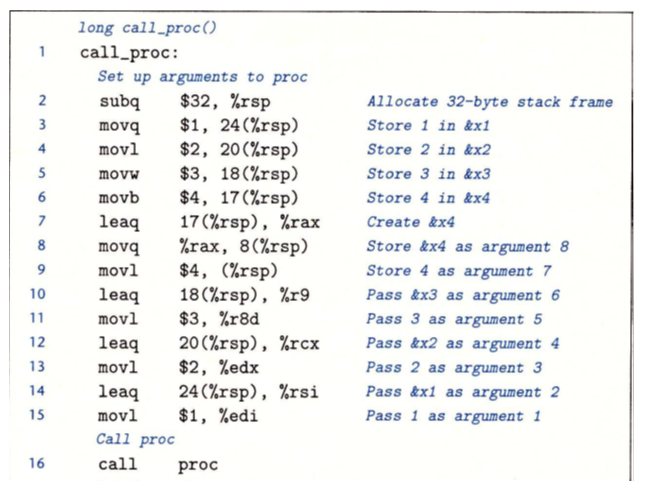 long call_proc()
1 call_proc:
Set up arguments to proc
2 subq $32, %rsp Allocate 32-byte stack frame
3 movq $1, 24(%rsp) Store 1 in &x1
4 movl $2, 20(%rsp) Store 2 in &x2
5 movw $3, 18(%rsp) Store 3 in &x3
6 movb $4, 17(%rsp) Store 4 in &x4
7 leaq 17(%rsp), %rax Create &x4
8 movq %rax, 8(%rsp) Store &x4 as argument 8
9 movl $4, (%rsp) Store 4 as argument 7
10 leaq 18(%rsp), %r9 Pass &x3 as argument 6
11 movl $3, %r8d Pass 3 as argument 5
12 leaq 20(%rsp), %rcx Pass &x2 as argument 4
13 movl $2, %edx Pass 2 as argument 3
14 leaq 24(%rsp), %rsi Pass &x1 as argument 2
15 movl $1, %edi Pass 1 as argument 1
Call proc
16 call proc